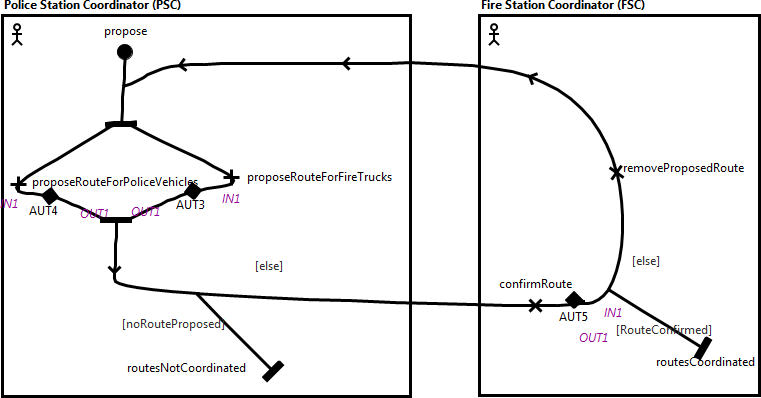 Police Station Coordinator (PSC)
Fire Station Coordinator (FSC)
propose
removeProposedRoute
proposeRouteForPoliceVehicles
proposeRouteForFireTrucks
IN1
AUT4
OUT1
OUT1
AUT3
IN1
[else]
[else]
confirmRoute
AUT5
IN1
[noRouteProposed]
OUT1
[RouteConfirmed]
routesNotCoordinated
routesCoordinated